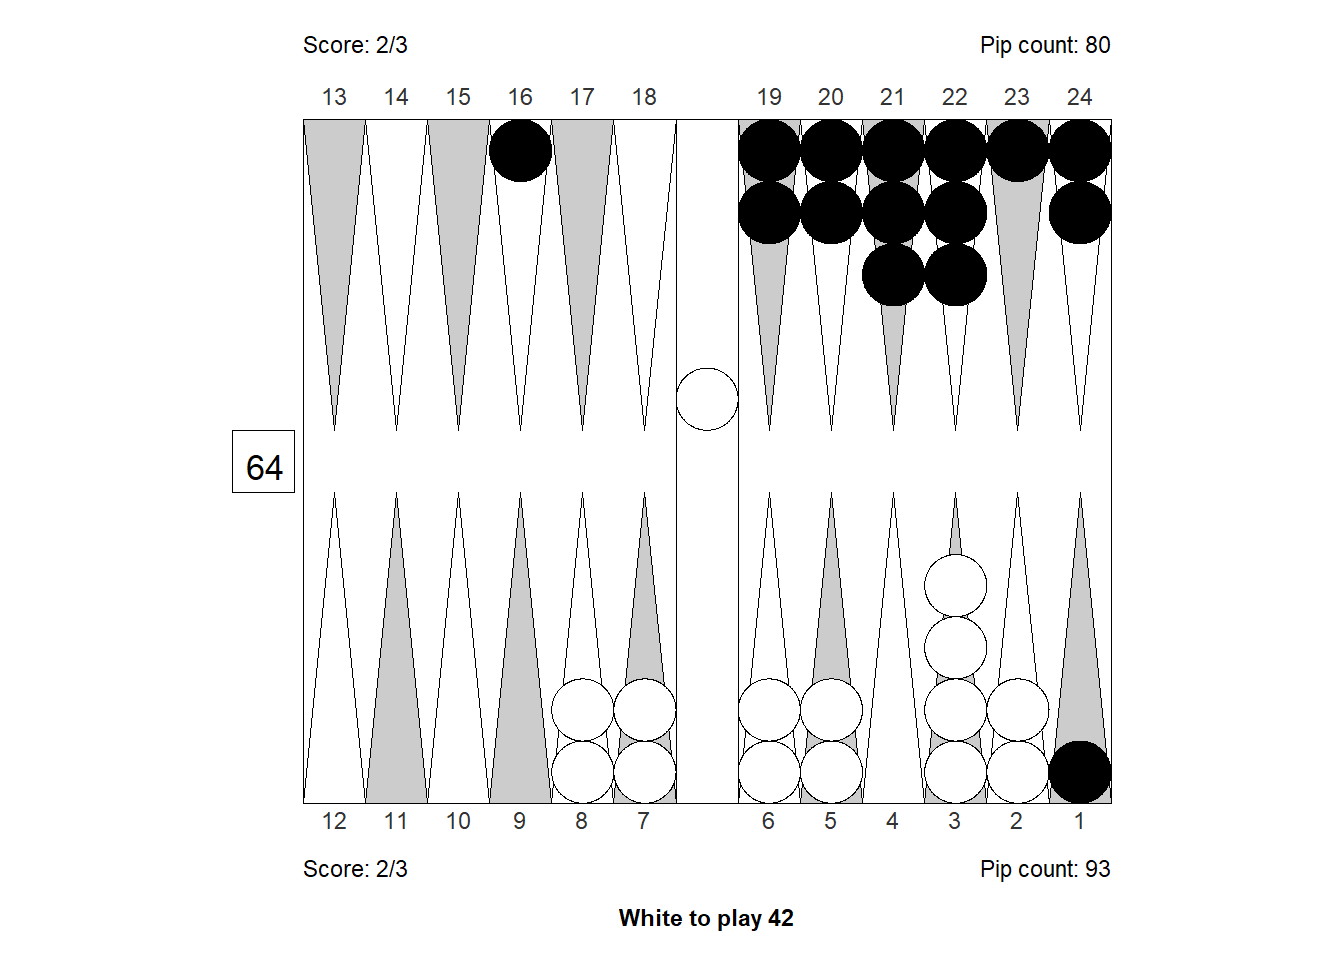 Score: 2/3 Pip count: 80
13 14 15 16 17 18 19 20 21 22 23 24
64
12 11 10 9 8 7 6 5 4 3 2 1
Score: 2/3 Pip count: 93
White to play 42